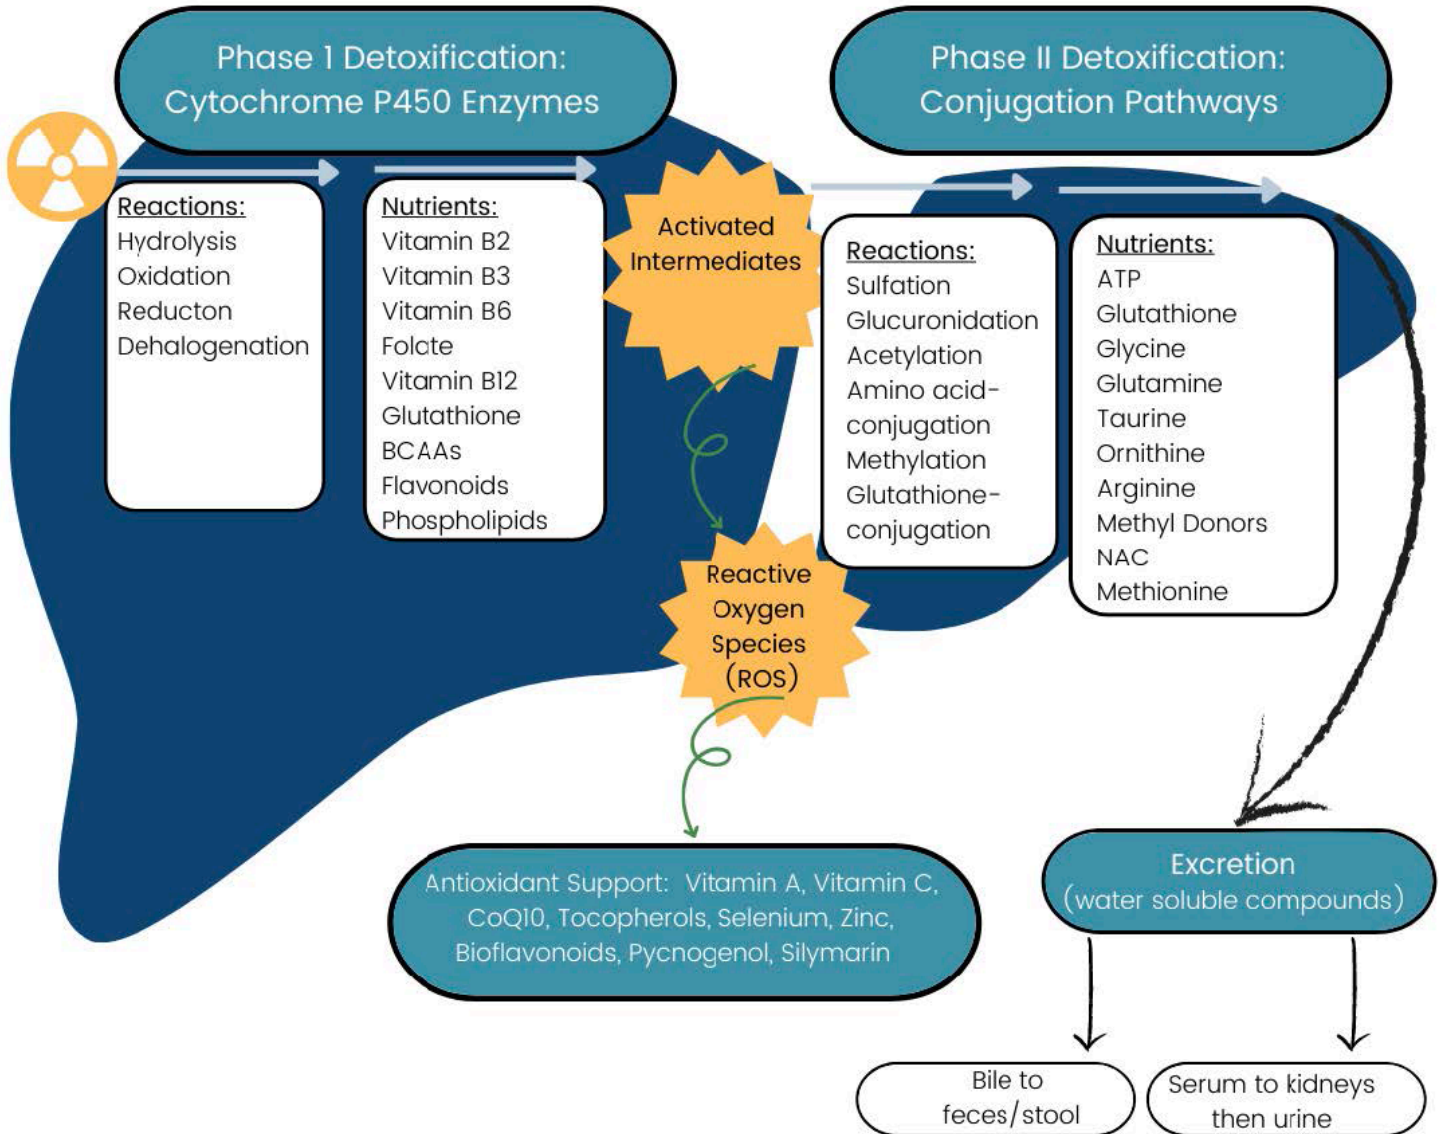 Phase 1 Detoxification:
Cytochrome P450 Enzymes
Reactions:
Hydrolysis
Oxidation
Reducton
Dehalogenation
Nutrients:
Vitamin B2
Vitamin B3
Vitamin B6
Folcte
Vitamin B12
Glutathione
BCAAs
Flavonoids
Phospholipids
Activated
Intermediates
Reactive
Oxygen
Species
(ROS)
Antioxidant Support: Vitamin A, Vitamin C,
CoQ10, Tocopherols, Selenium, Zinc,
Bioflavonoids, Pycnogenol, Silymarin
Phase II Detoxification:
Conjugation Pathways
Reactions:
Sulfation
Glucuronidation
Acetylation
Amino acid-
conjugation
Methylation
Glutathione-
conjugation
Nutrients:
ATP
Glutathione
Glycine
Glutamine
Taurine
Ornithine
Arginine
Methyl Donors
NAC
Methionine
Excretion
(water soluble compounds)
Bile to
feces/stool
Serum to kidneys
then urine